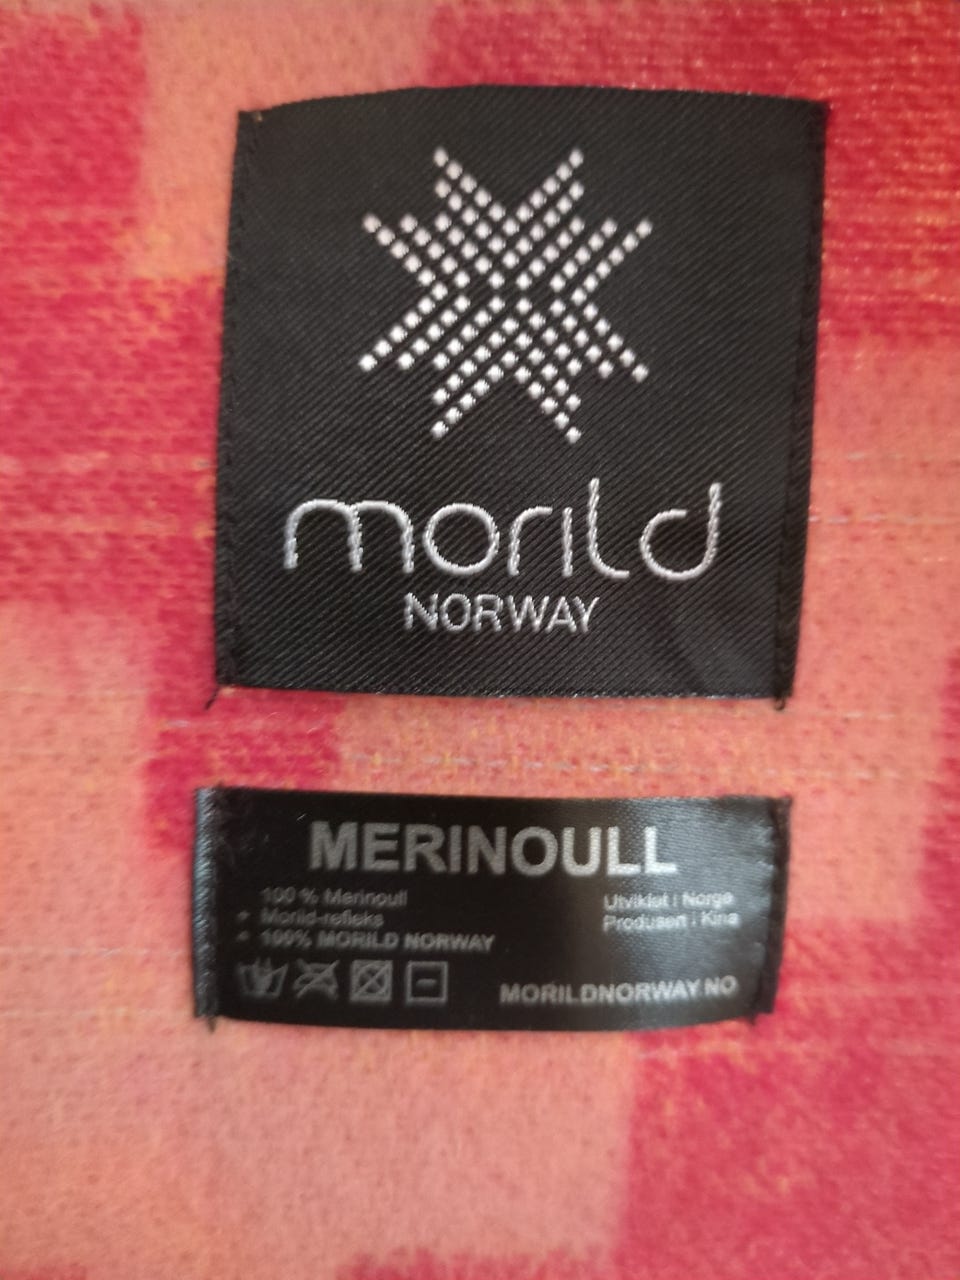 morild
NORWAY
MERINOULL
100 % Merinoull
+ Morild-refleks
= 100% MORILD NORWAY
Utviklet i Norge
Produsert i Kina
MORILDNORWAY.NO